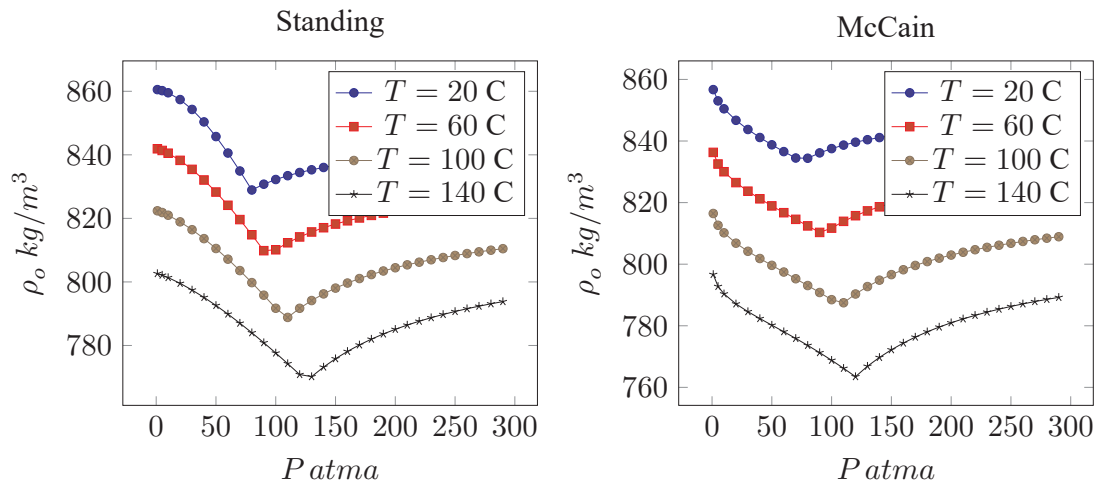 Standing
ρₒ kg/m³
860
840
820
800
780
0 50 100 150 200 250 300
P atma
T = 20 C
T = 60 C
T = 100 C
T = 140 C
McCain
ρₒ kg/m³
860
840
820
800
780
760
0 50 100 150 200 250 300
P atma
T = 20 C
T = 60 C
T = 100 C
T = 140 C